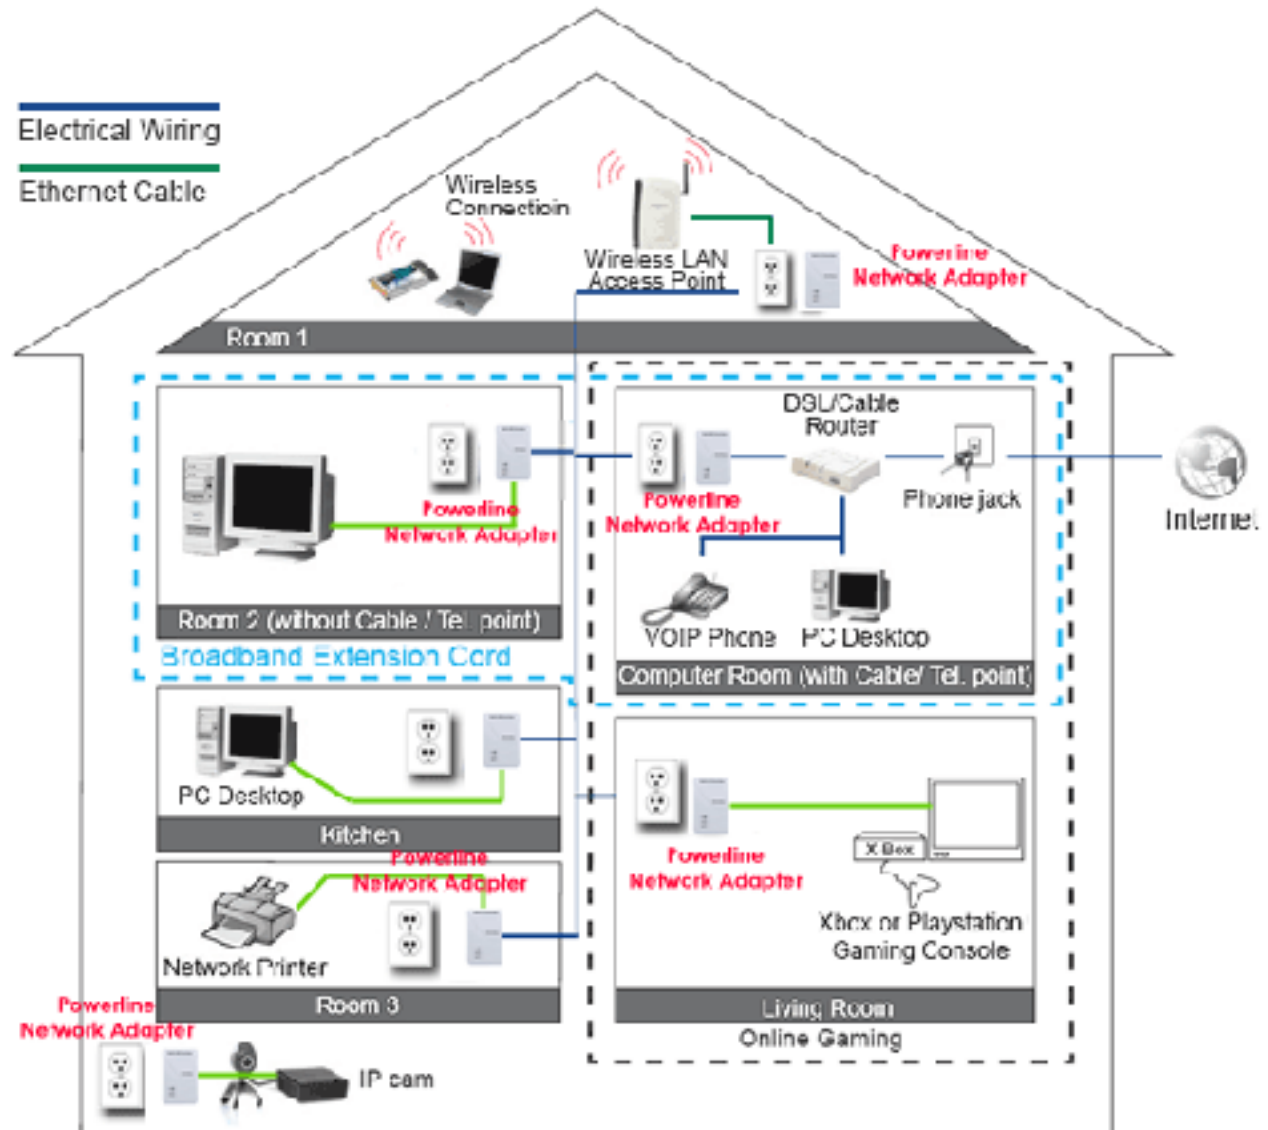 Electrical Wiring
Ethernet Cable
Wireless
Connectioin
Wireless LAN
Access Point
Powerline
Network Adapter
Room 1
DSL/Cable
Router
Phone jack
Internet
Powerline
Network Adapter
Powerline
Network Adapter
VOIP Phone
PC Desktop
Room 2 (without Cable / Tel. point)
Broadband Extension Cord
Computer Room (with Cable/ Tel. point)
PC Desktop
Kitchen
Powerline
Network Adapter
Powerline
Network Adapter
X Box
Xbox or Playstation
Gaming Console
Network Printer
Room 3
Living Room
Online Gaming
Powerline
Network Adapter
IP cam